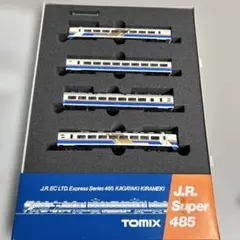 J.R. EC LTD. Express Series 485 KAGAYAKI・KIRAMEKI
TOMIX
J.R.
Super
485